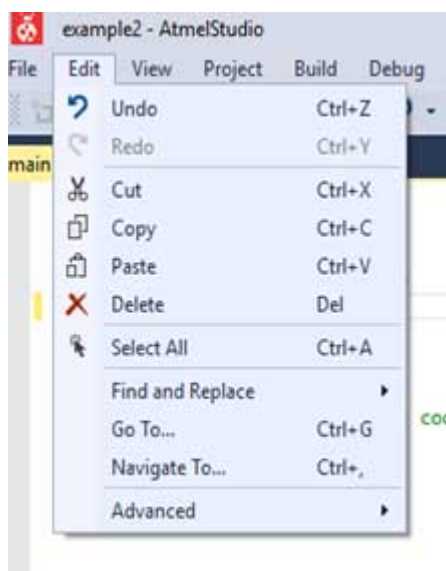 example2 - AtmelStudio
File Edit View Project Build Debug
Undo Ctrl+Z
Redo Ctrl+Y
main
Cut Ctrl+X
Copy Ctrl+C
Paste Ctrl+V
Delete Del
Select All Ctrl+A
Find and Replace
Go To... Ctrl+G
Navigate To... Ctrl+,
Advanced